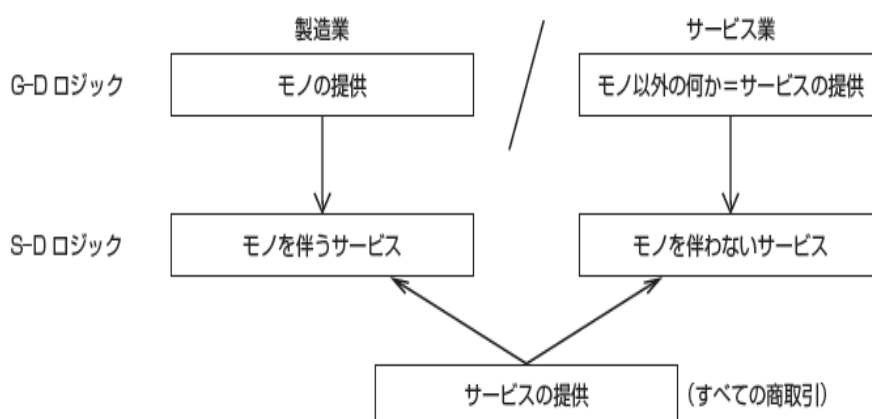 製造業 サービス業
G-D ロジック モノの提供 モノ以外の何か＝サービスの提供
S-D ロジック モノを伴うサービス モノを伴わないサービス
サービスの提供 (すべての商取引)